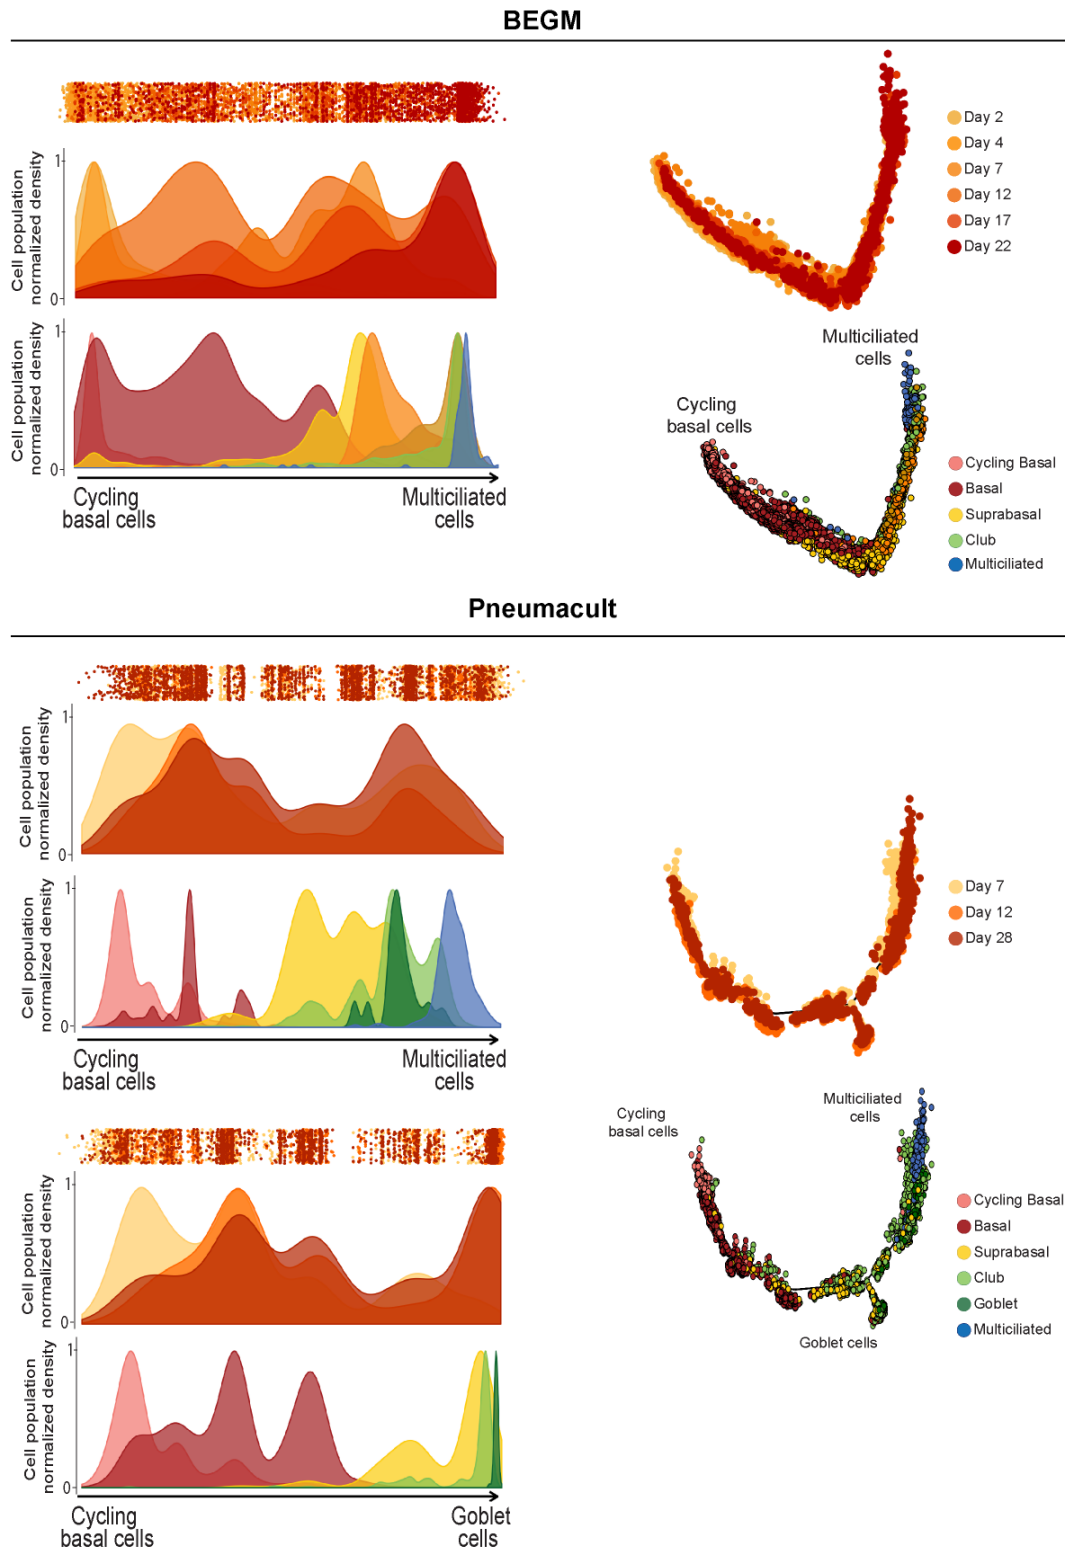 BEGM
Cell population
normalized density
1
0
Day 2
Day 4
Day 7
Day 12
Day 17
Day 22
Cell population
normalized density
1
0
Cycling
basal cells
Multiciliated
cells
Multiciliated
cells
Cycling
basal cells
Cycling Basal
Basal
Suprabasal
Club
Multiciliated
Pneumacult
Cell population
normalized density
1
0
Day 7
Day 12
Day 28
Cell population
normalized density
1
0
Cycling
basal cells
Multiciliated
cells
Cell population
normalized density
1
0
Cycling
basal cells
Multiciliated
cells
Goblet cells
Cycling Basal
Basal
Suprabasal
Club
Goblet
Multiciliated
Cell population
normalized density
1
0
Cycling
basal cells
Goblet
cells